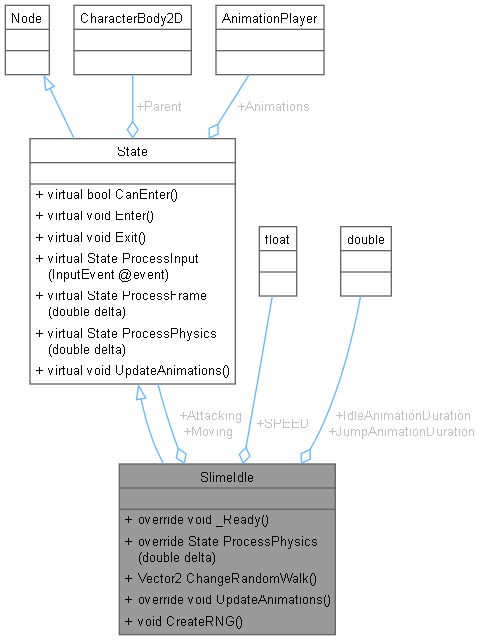 Node
CharacterBody2D
AnimationPlayer
+Parent
+Animations
State
+ virtual bool CanEnter()
+ virtual void Enter()
+ virtual void Exit()
+ virtual State ProcessInput
(InputEvent @event)
+ virtual State ProcessFrame
(double delta)
+ virtual State ProcessPhysics
(double delta)
+ virtual void UpdateAnimations()
float
double
+Attacking
+Moving
+SPEED
+IdleAnimationDuration
+JumpAnimationDuration
SlimeIdle
+ override void _Ready()
+ override State ProcessPhysics
(double delta)
+ Vector2 ChangeRandomWalk()
+ override void UpdateAnimations()
+ void CreateRNG()